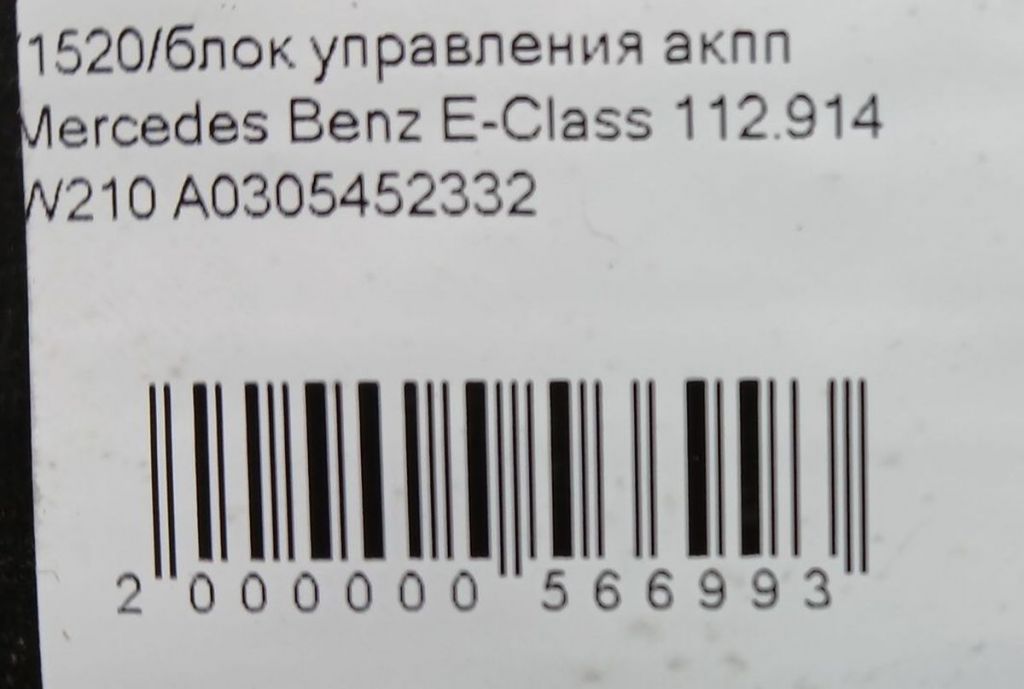 1520/блок управления акпп
Mercedes Benz E-Class 112.914
W210 A0305452332
2 000000 566993